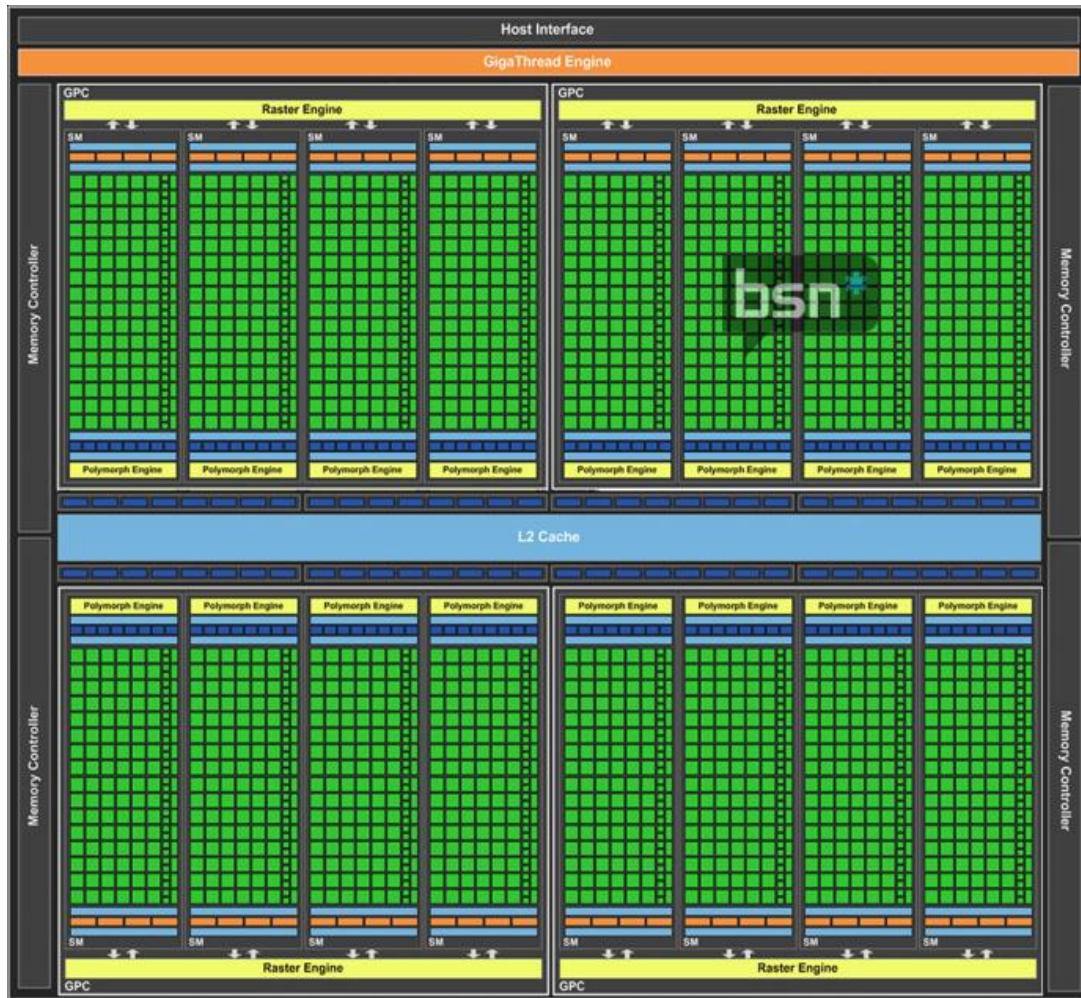 Host Interface
GigaThread Engine
GPC
GPC
Raster Engine
Raster Engine
SM
SM
SM
SM
SM
SM
SM
SM
Memory Controller
Memory Controller
bsn*
Polymorph Engine
Polymorph Engine
Polymorph Engine
Polymorph Engine
Polymorph Engine
Polymorph Engine
Polymorph Engine
Polymorph Engine
L2 Cache
Polymorph Engine
Polymorph Engine
Polymorph Engine
Polymorph Engine
Polymorph Engine
Polymorph Engine
Polymorph Engine
Polymorph Engine
Memory Controller
Memory Controller
SM
SM
SM
SM
SM
SM
SM
SM
Raster Engine
Raster Engine
GPC
GPC